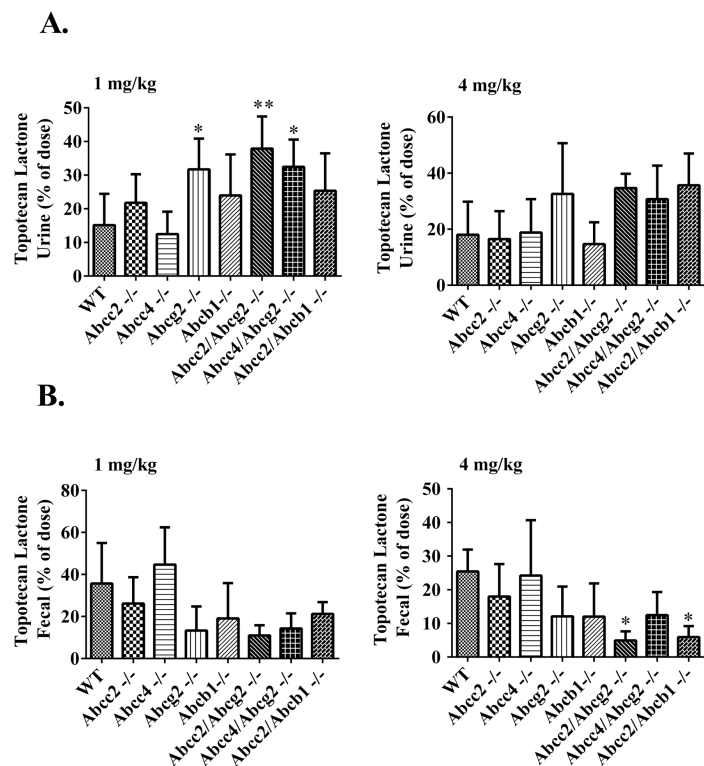 A.
1 mg/kg
Topotecan Lactone
Urine (% of dose)
50
40
30
20
10
0
*
**
*
WT
Abcc2 -/-
Abcc4 -/-
Abcg2 -/-
Abcb1-/-
Abcc2/Abcg2 -/-
Abcc4/Abcg2 -/-
Abcc2/Abcb1 -/-
4 mg/kg
Topotecan Lactone
Urine (% of dose)
60
40
20
0
WT
Abcc2 -/-
Abcc4 -/-
Abcg2 -/-
Abcb1-/-
Abcc2/Abcg2 -/-
Abcc4/Abcg2 -/-
Abcc2/Abcb1 -/-
B.
1 mg/kg
Topotecan Lactone
Fecal (% of dose)
80
60
40
20
0
WT
Abcc2 -/-
Abcc4 -/-
Abcg2 -/-
Abcb1-/-
Abcc2/Abcg2 -/-
Abcc4/Abcg2 -/-
Abcc2/Abcb1 -/-
4 mg/kg
Topotecan Lactone
Fecal (% of dose)
50
40
30
20
10
0
*
*
WT
Abcc2 -/-
Abcc4 -/-
Abcg2 -/-
Abcb1-/-
Abcc2/Abcg2 -/-
Abcc4/Abcg2 -/-
Abcc2/Abcb1 -/-